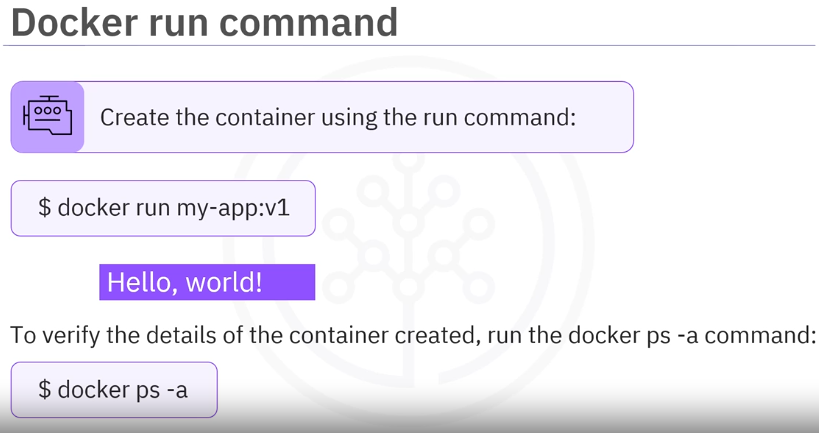 Docker run command
Create the container using the run command:
$ docker run my-app:v1
Hello, world!
To verify the details of the container created, run the docker ps -a command:
$ docker ps -a